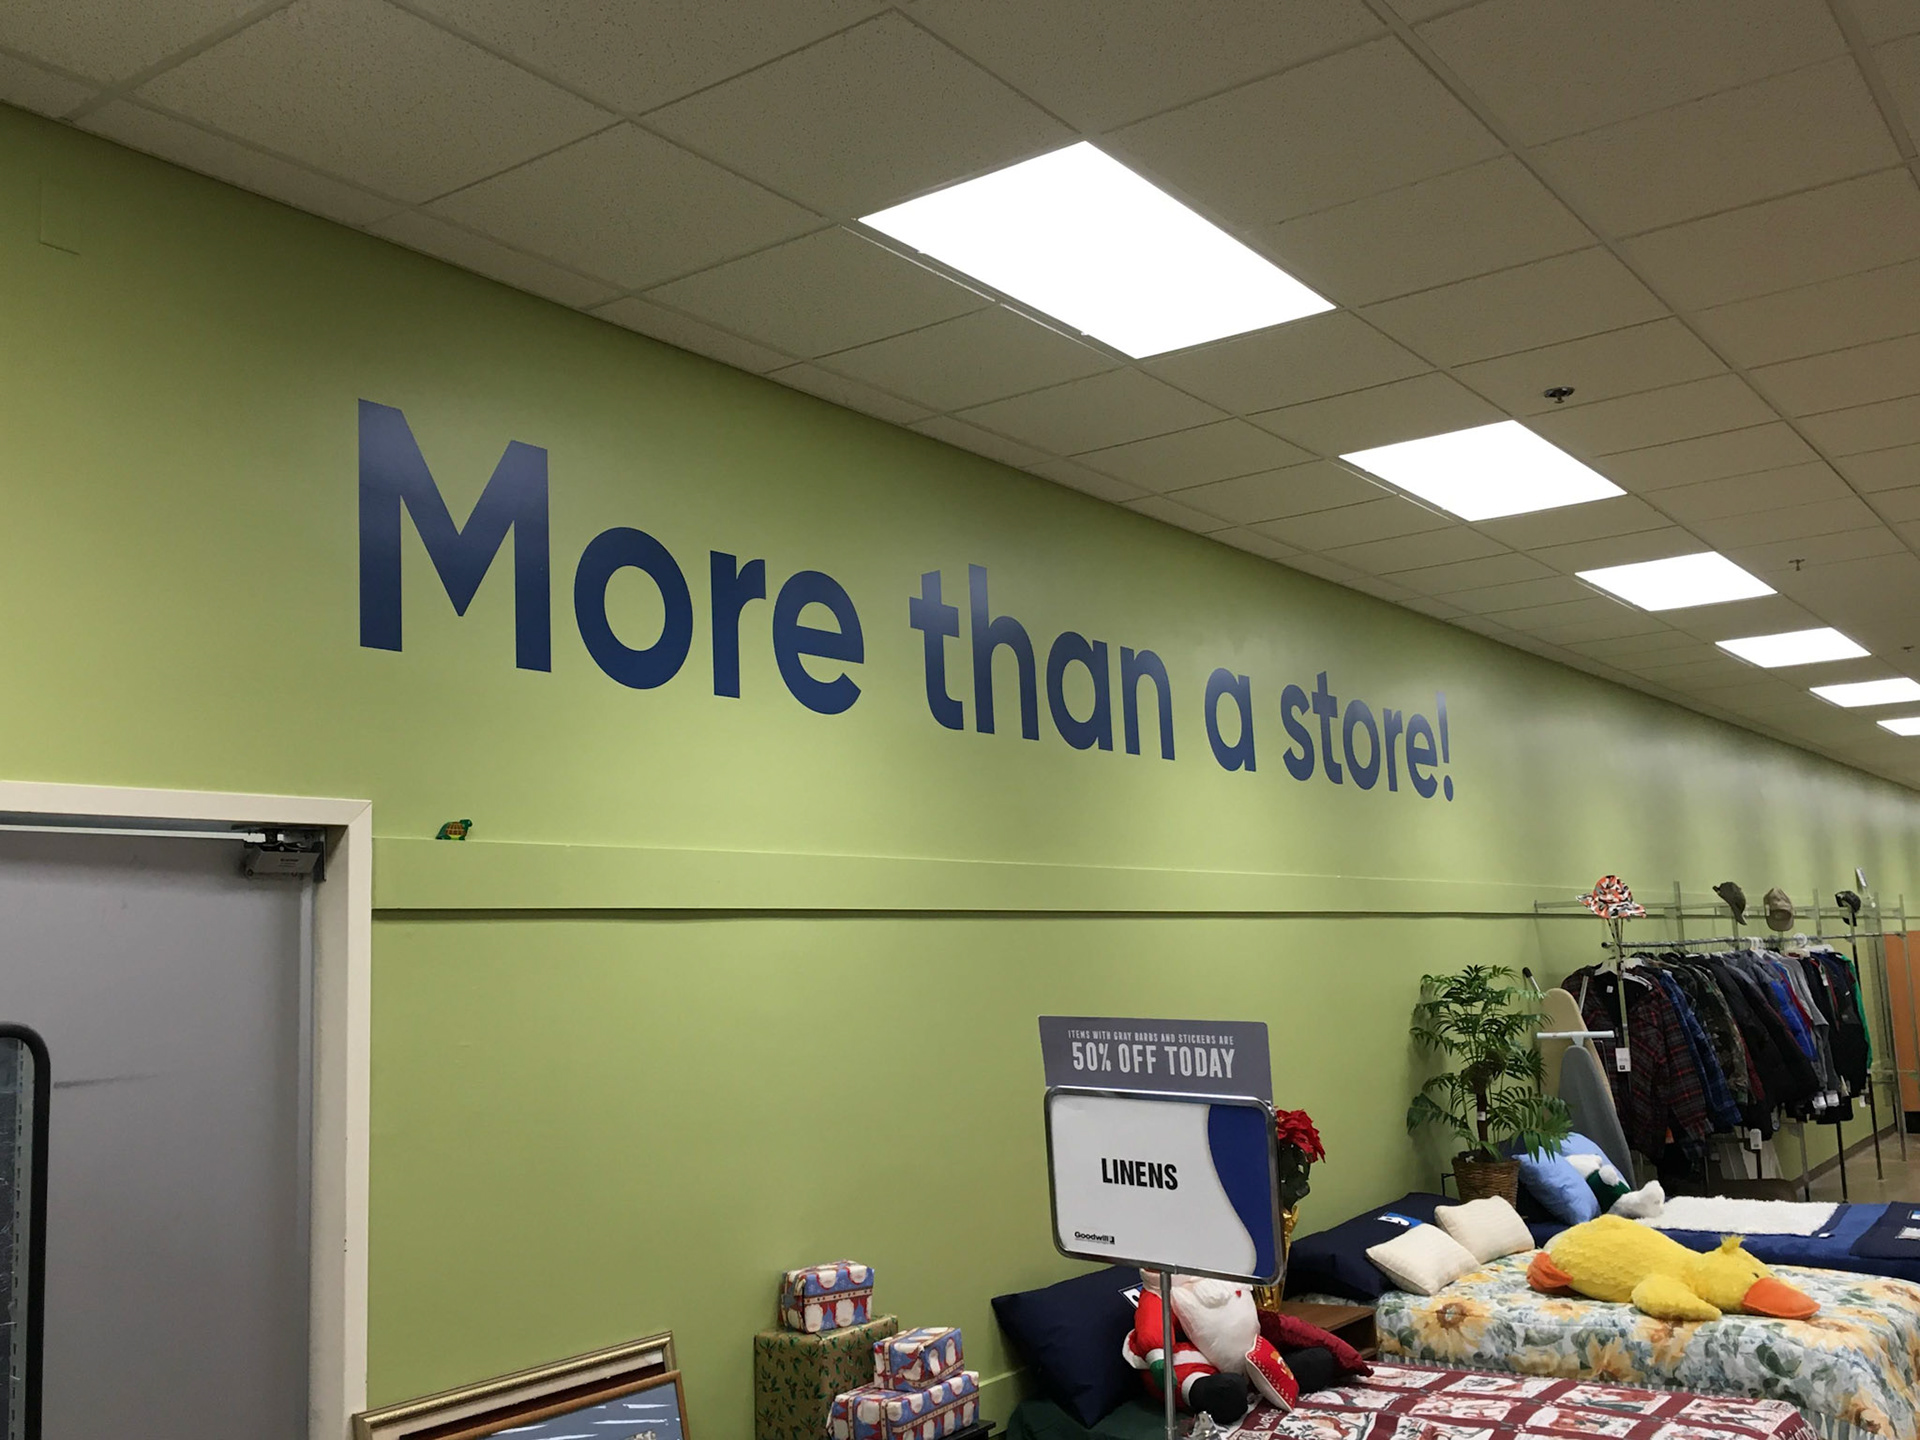 More than a store!
ITEMS WITH GRAY BARBS AND STICKERS ARE
50% OFF TODAY
LINENS
Goodwill